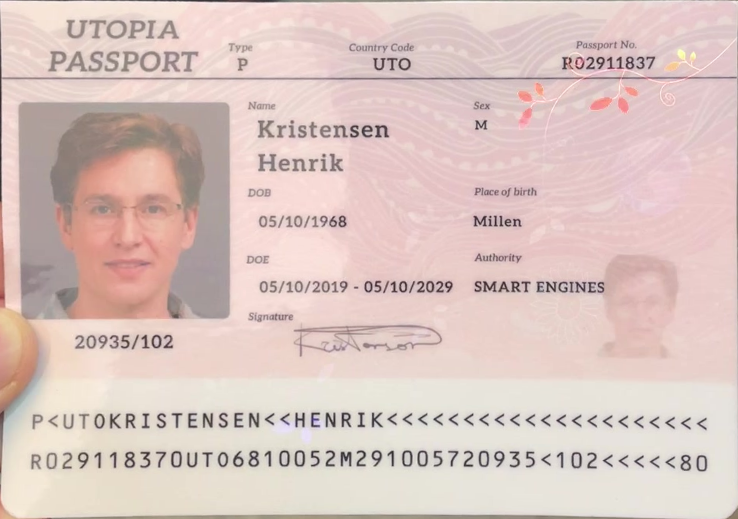 UTOPIA
PASSPORT
Type
P
Country Code
UTO
Passport No.
R02911837
Name
Kristensen
Henrik
Sex
M
DOB
05/10/1968
Place of birth
Millen
DOE
05/10/2019 - 05/10/2029
Authority
SMART ENGINES
Signature
Kristensen
20935/102
P<UTOKRISTENSEN<<HENRIK<<<<<<<<<<<<<<<<<<<<<
R029118370UTO6810052M291005720935<102<<<<<80